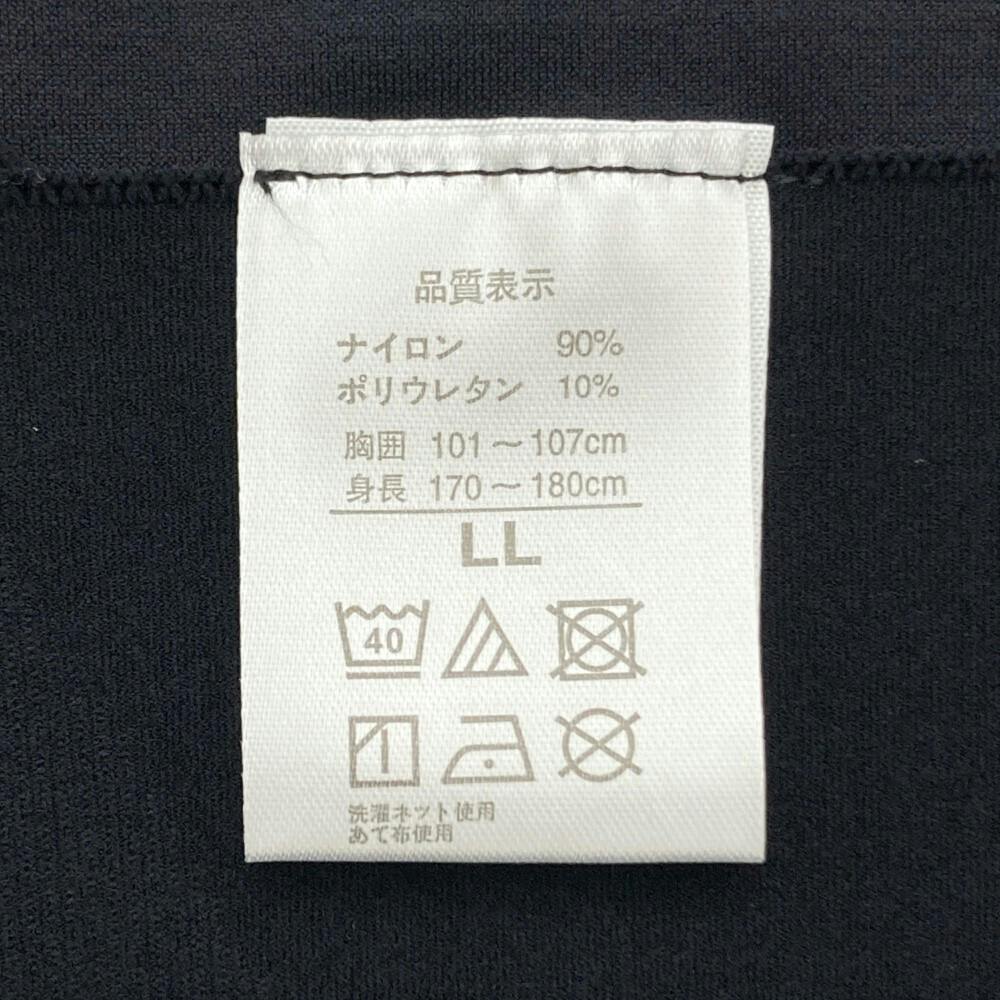 品質表示
ナイロン 90%
ポリウレタン 10%
胸囲 101～107cm
身長 170～180cm
LL
40
洗濯ネット使用
あて布使用